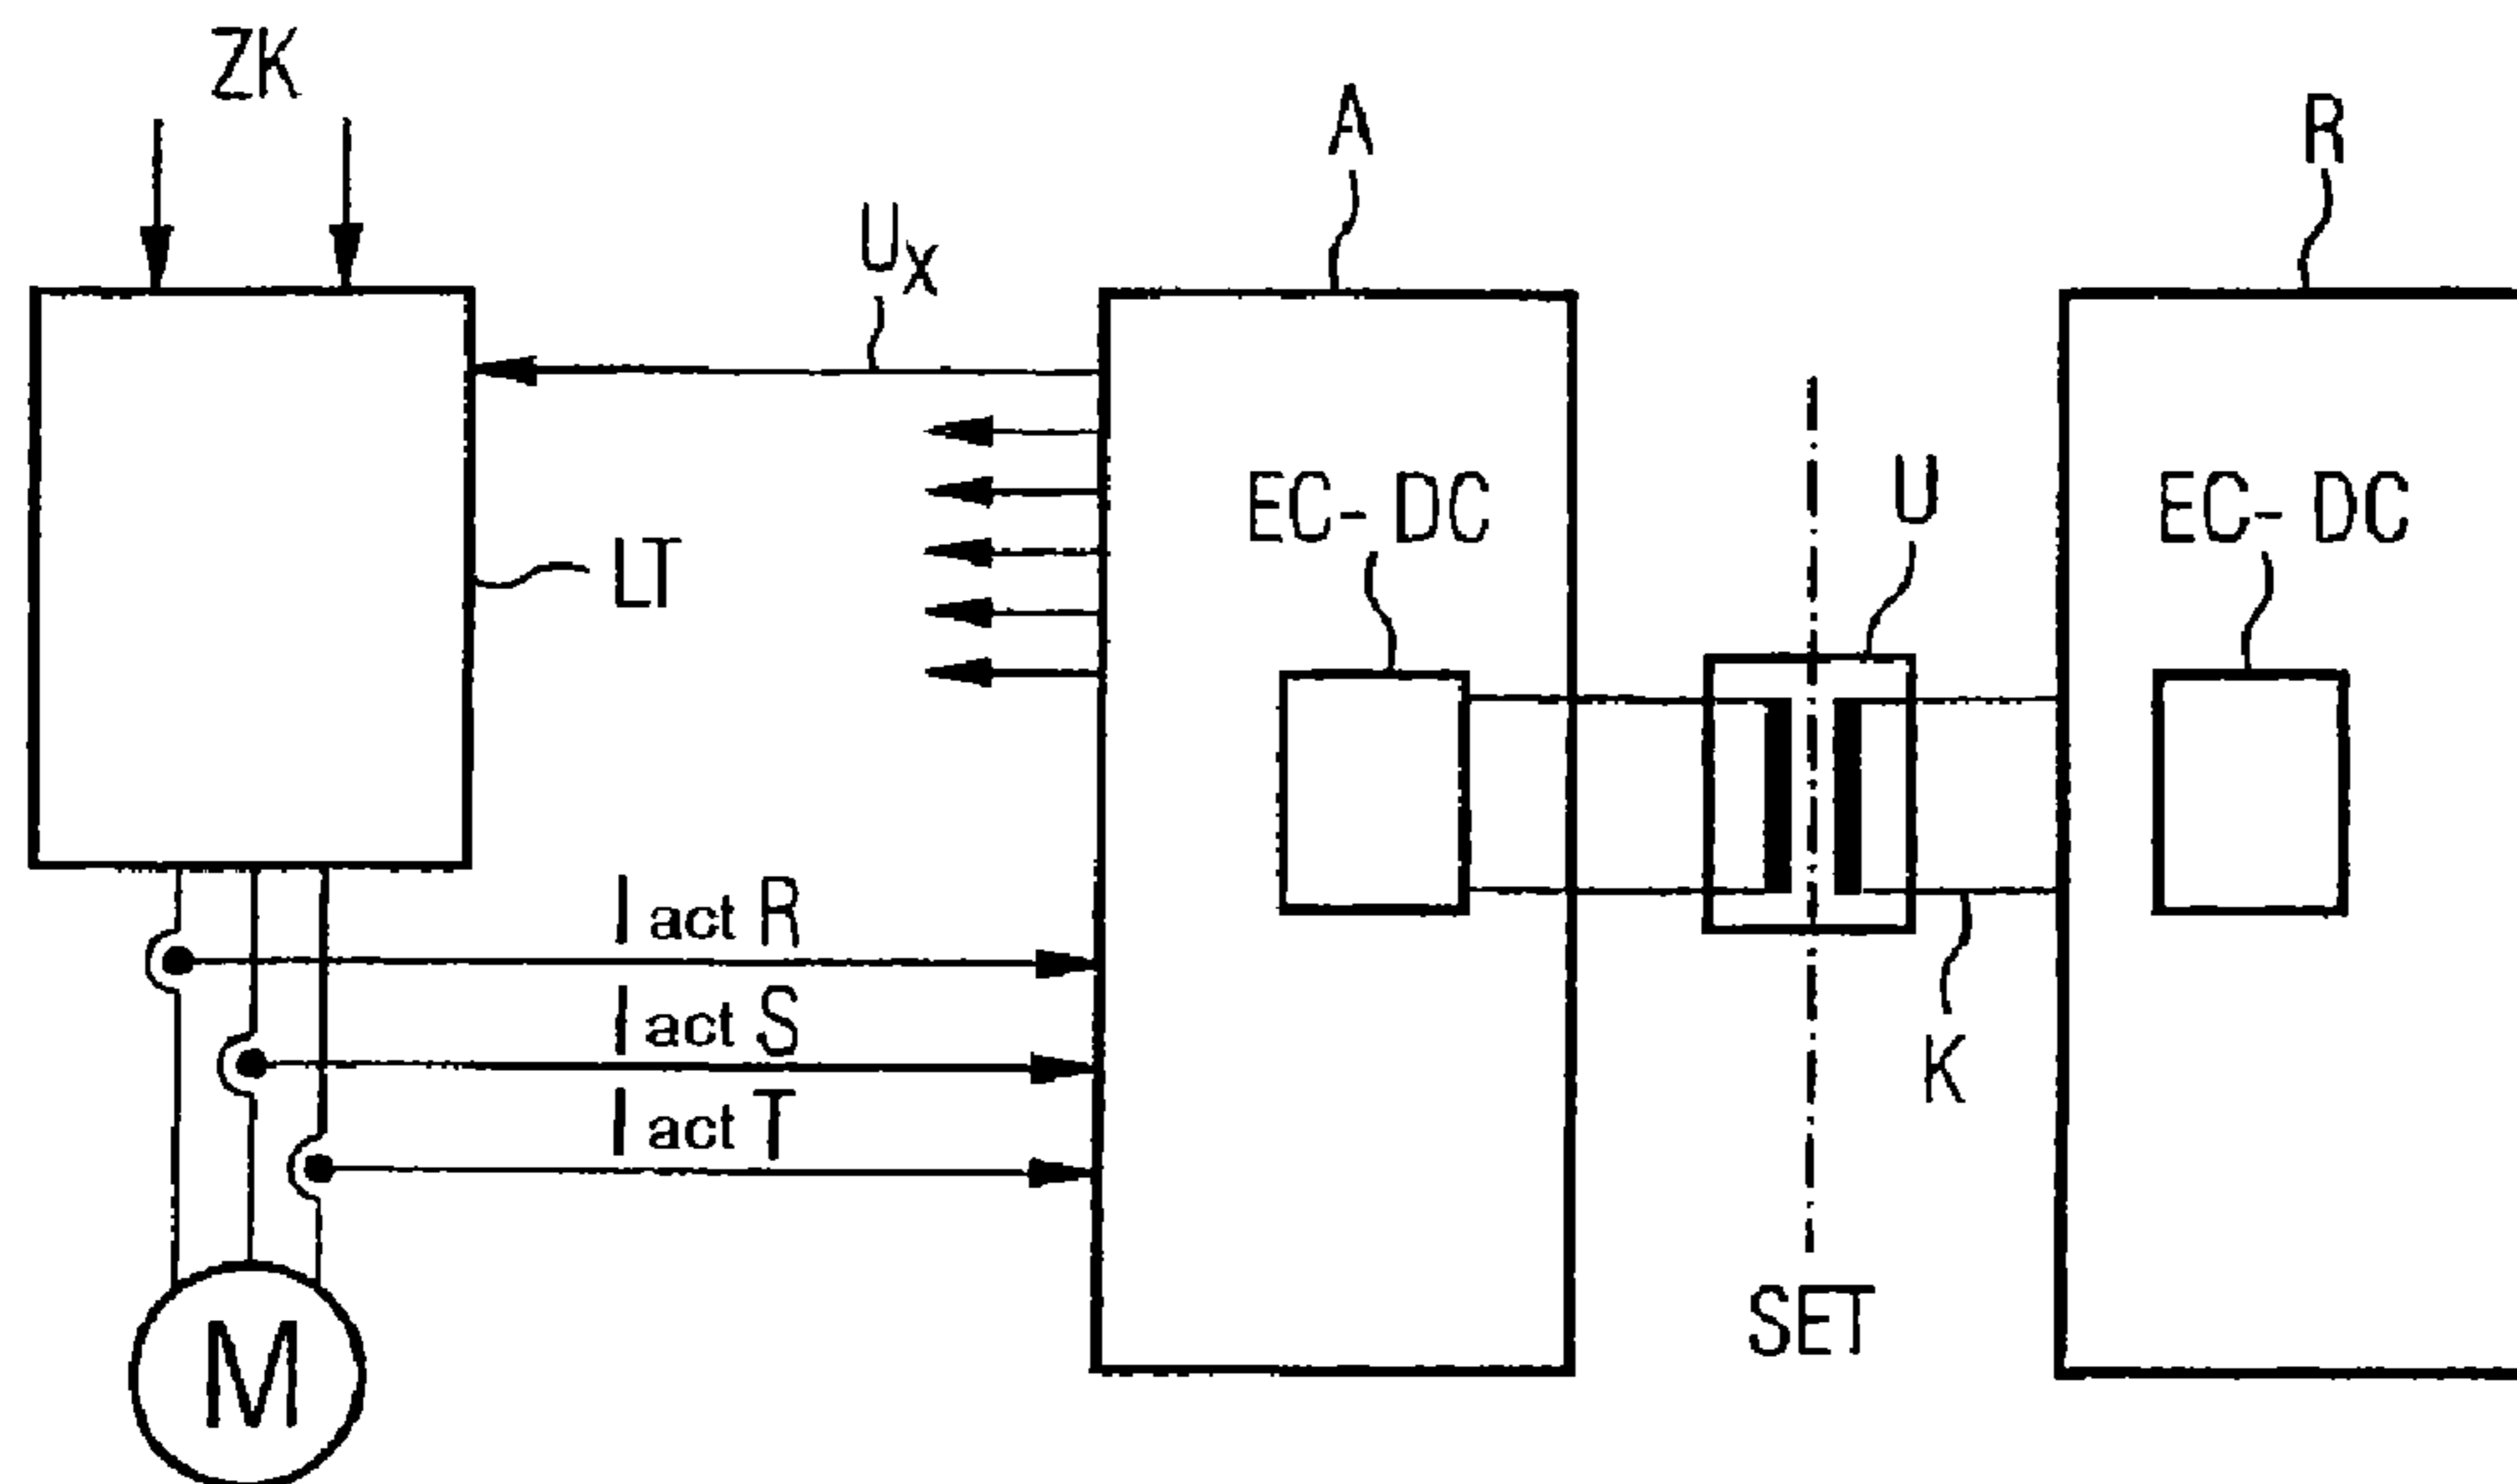 ZK
A
R
UX
EC- DC
U
EC- DC
LT
I act R
I act S
K
I act T
SET
M